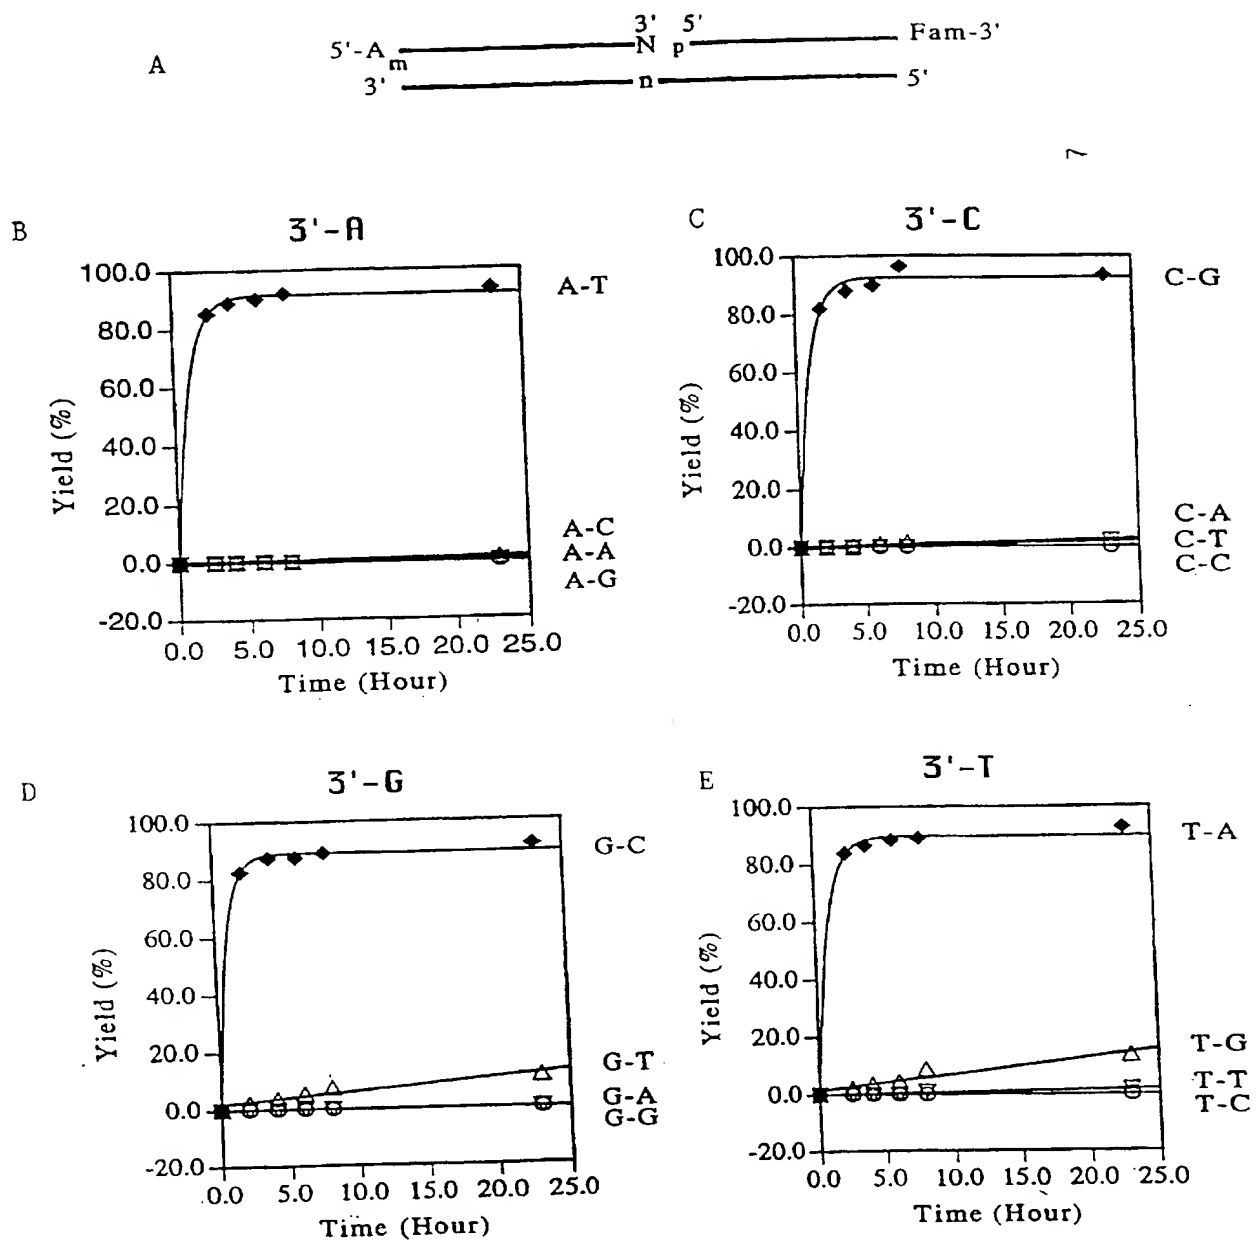 A
5'-Am
3' 5'
N p
Fam-3'
3'
n
5'
B
3'-A
100.0
80.0
60.0
40.0
20.0
0.0
-20.0
Yield (%)
A-T
A-C
A-A
A-G
0.0 5.0 10.0 15.0 20.0 25.0
Time (Hour)
C
3'-C
100.0
80.0
60.0
40.0
20.0
0.0
-20.0
Yield (%)
C-G
C-A
C-T
C-C
0.0 5.0 10.0 15.0 20.0 25.0
Time (Hour)
D
3'-G
100.0
80.0
60.0
40.0
20.0
0.0
-20.0
Yield (%)
G-C
G-T
G-A
G-G
0.0 5.0 10.0 15.0 20.0 25.0
Time (Hour)
E
3'-T
100.0
80.0
60.0
40.0
20.0
0.0
-20.0
Yield (%)
T-A
T-G
T-T
T-C
0.0 5.0 10.0 15.0 20.0 25.0
Time (Hour)